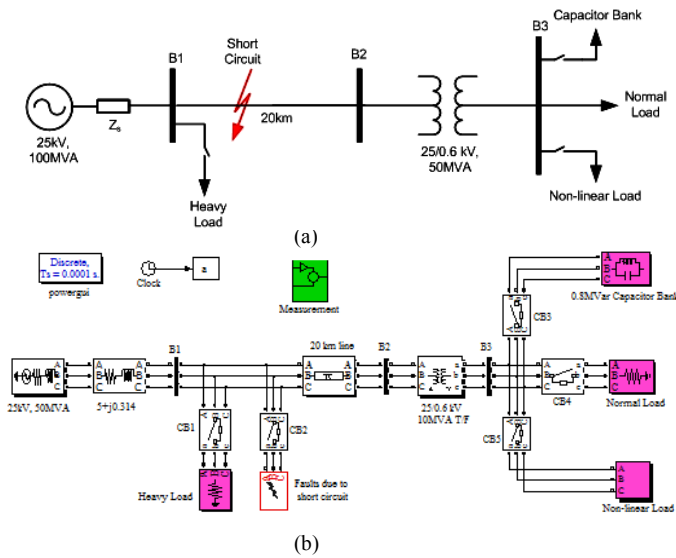 Capacitor Bank
B3
Short
Circuit
B1
B2
20km
Zs
25kV,
100MVA
25/0.6 kV,
50MVA
Normal
Load
Non-linear Load
Heavy
Load
(a)
Discrete,
Ts = 0.0001 s.
powergui
Clock
a
Measurement
A
B
C
0.8MVar Capacitor Bank
CB3
B1
20 km line
B2
B3
A
B
C
A
B
C
A
B
C
A
B
C
A
B
C
A
B
C
A
B
C
25kV, 50MVA
5+j0.314
25/0.6 kV
10MVA T/F
CB4
Normal Load
CB1
CB2
CB5
Heavy Load
Faults due to
short circuit
A
B
C
Non-linear Load
(b)